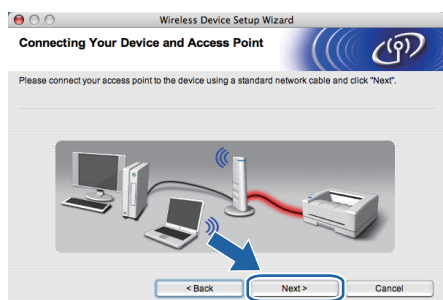 Wireless Device Setup Wizard
Connecting Your Device and Access Point
Please connect your access point to the device using a standard network cable and click "Next".
< Back
Next >
Cancel